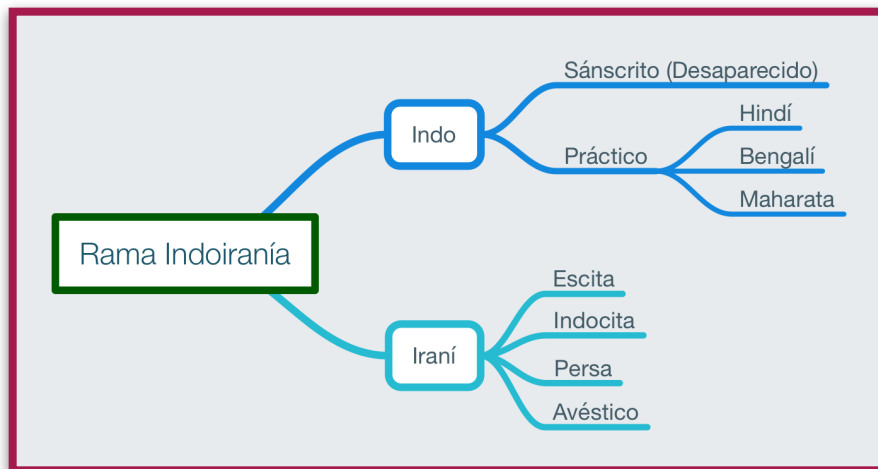 Rama Indoiranía
Indo
Sánscrito (Desaparecido)
Práctico
Hindí
Bengalí
Maharata
Iraní
Escita
Indocita
Persa
Avéstico